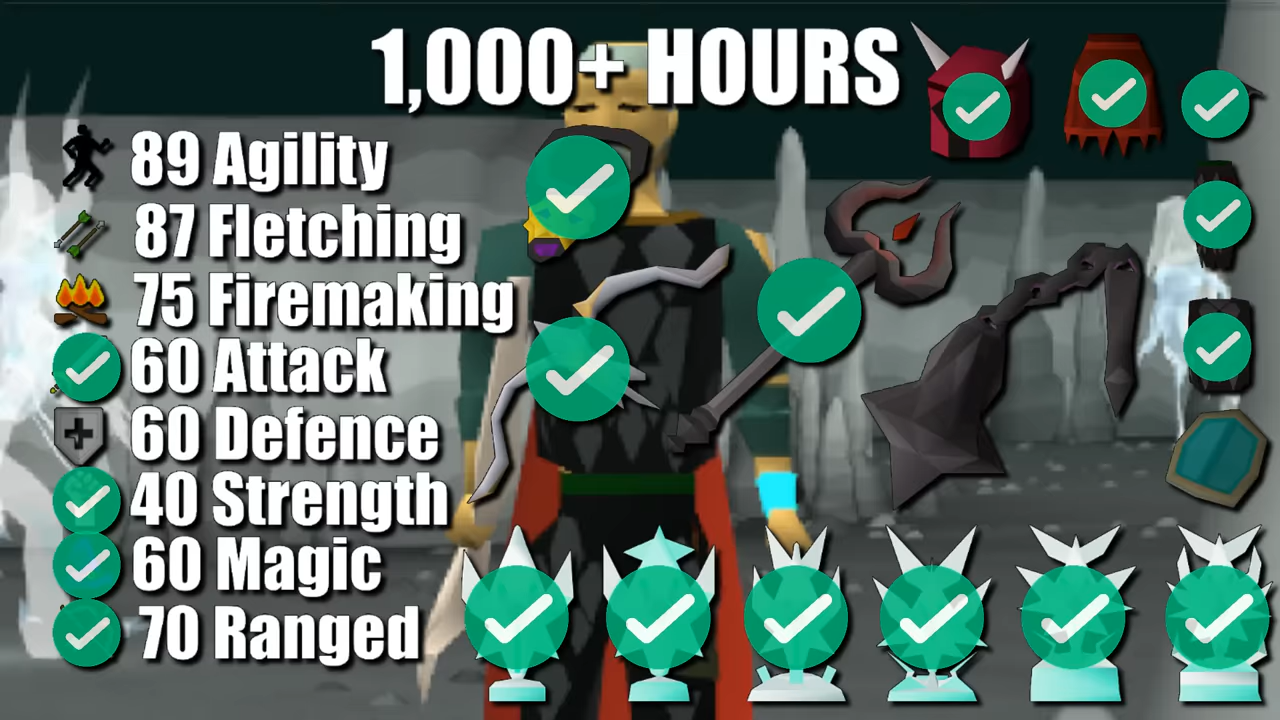 1,000+ HOURS
89 Agility
87 Fletching
75 Firemaking
60 Attack
60 Defence
40 Strength
60 Magic
70 Ranged